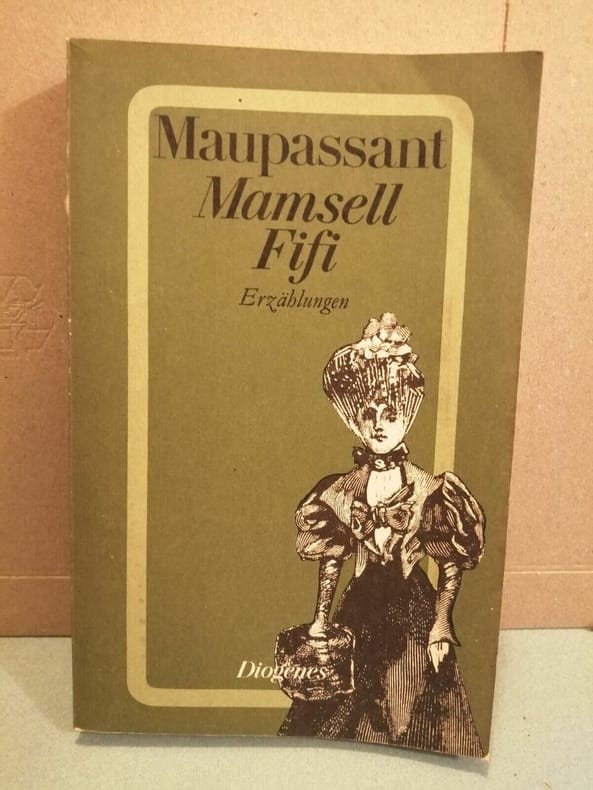 Maupassant
Mamsell
Fifi
Erzählungen
Diogenes